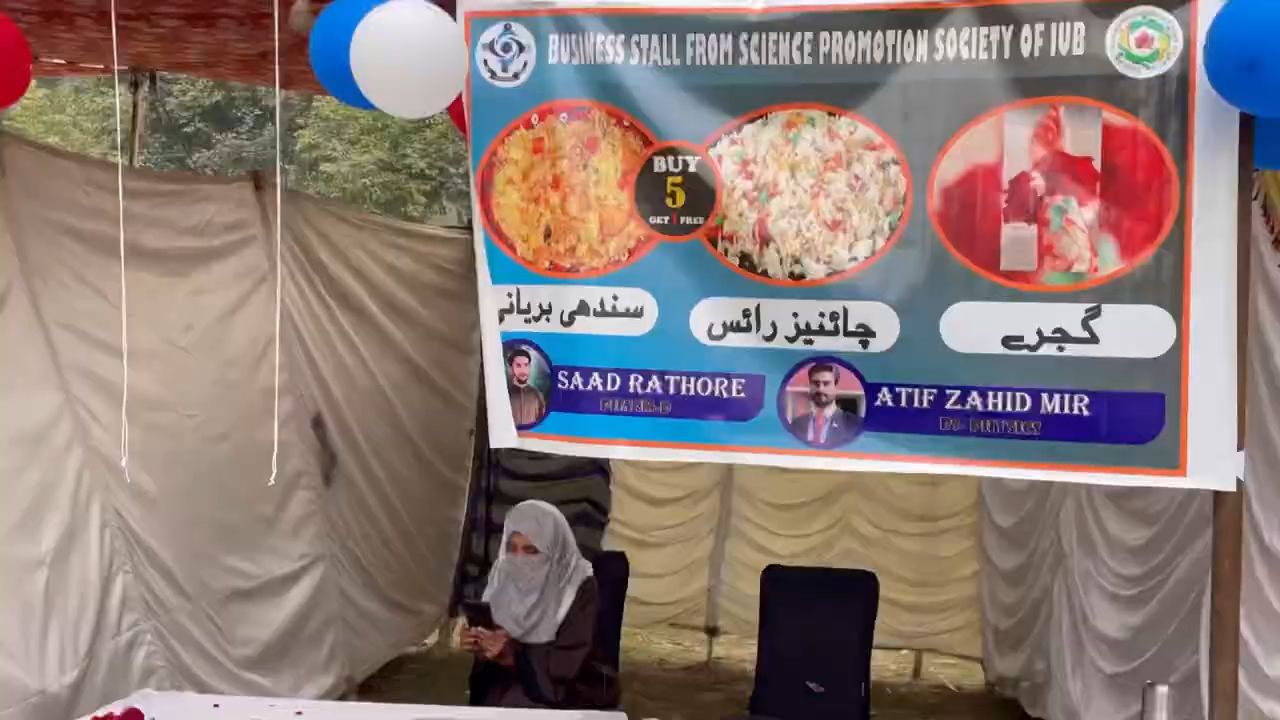 BUSINESS STALL FROM SCIENCE PROMOTION SOCIETY OF IUB
BUY
5
GET 1 FREE
سندھی بریانی
چائنیز رائس
گجرے
SAAD RATHORE
ATIF ZAHID MIR
PHYSICS